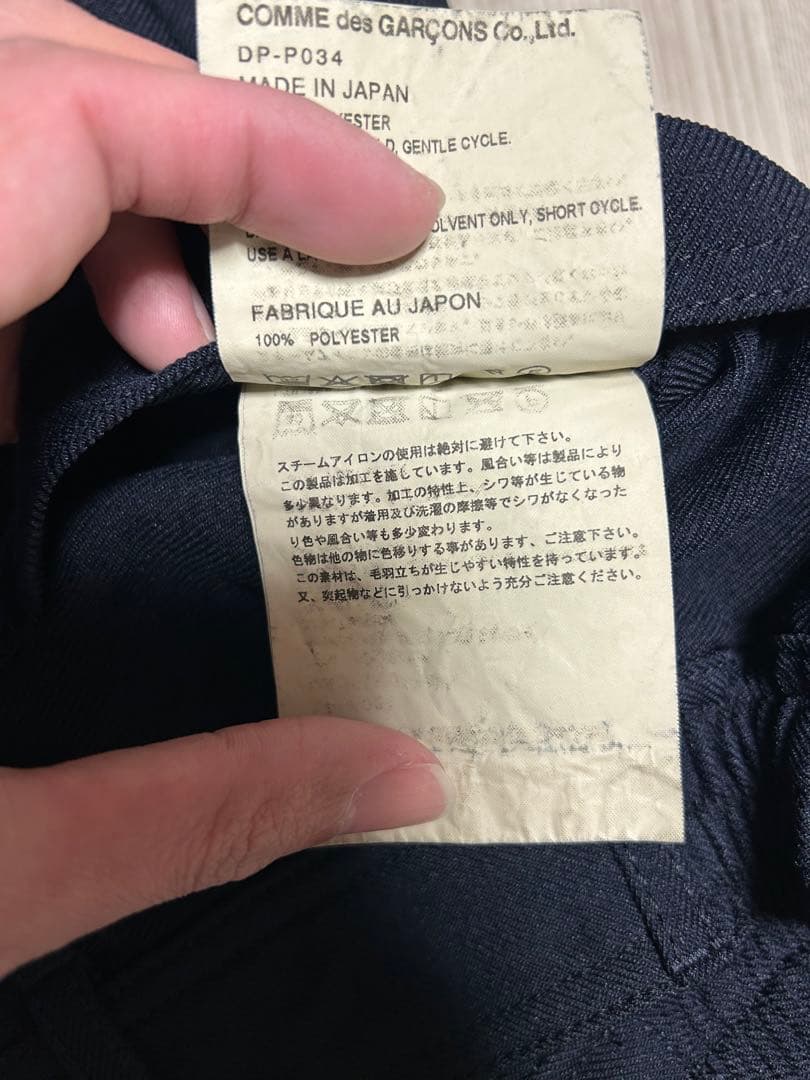 COMME des GARÇONS Co.,Ltd.
DP-P034
MADE IN JAPAN
GENTLE CYCLE.
SOLVENT ONLY, SHORT CYCLE.
USE A
FABRIQUE AU JAPON
100% POLYESTER
スチームアイロンの使用は絶対に避けて下さい。
この製品は加工を施しています。風合い等は製品により
多少異なります。加工の特性上、シワ等が生じている物
がありますが着用及び洗濯の摩擦等でシワがなくなった
り色や風合い等も多少変わります。
色物は他の物に色移りする事があります、ご注意下さい。
この素材は、毛羽立ちが生じやすい特性を持っています。
又、突起物などに引っかけないよう充分ご注意ください。